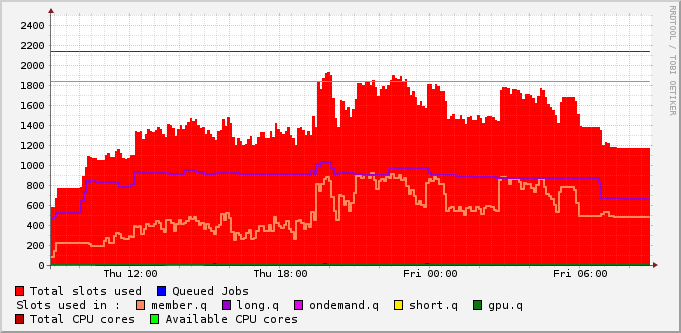 2400
2200
2000
1800
1600
1400
1200
1000
800
600
400
200
0
Thu 12:00 Thu 18:00 Fri 00:00 Fri 06:00
Total slots used Queued Jobs
Slots used in : member.q long.q ondemand.q short.q gpu.q
Total CPU cores Available CPU cores
RRDTOOL / TOBI OETIKER